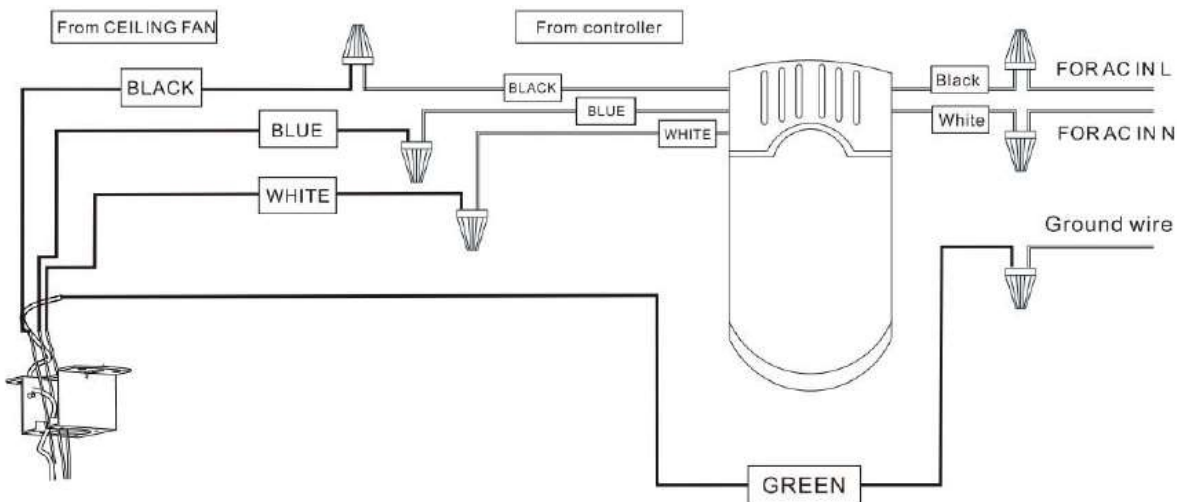 From CEILING FAN
From controller
BLACK
BLACK
Black
FOR AC IN L
BLUE
BLUE
White
FOR AC IN N
WHITE
WHITE
Ground wire
GREEN